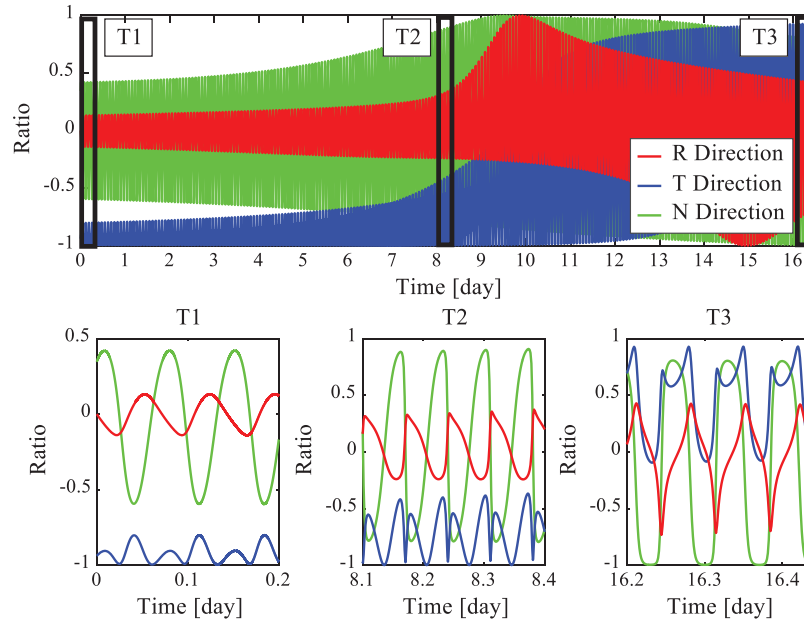 T1
T2
T3
1
0.5
0
-0.5
-1
Ratio
R Direction
T Direction
N Direction
0 1 2 3 4 5 6 7 8 9 10 11 12 13 14 15 16
Time [day]
T1
0.5
0
-0.5
-1
Ratio
0 0.1 0.2
Time [day]
T2
1
0.5
0
-0.5
-1
Ratio
8.1 8.2 8.3 8.4
Time [day]
T3
1
0.5
0
-0.5
-1
Ratio
16.2 16.3 16.4
Time [day]